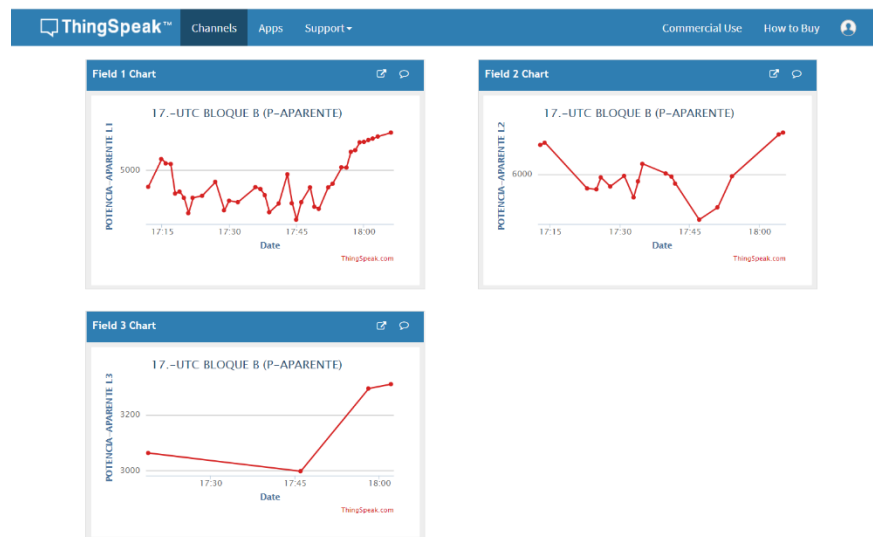 ThingSpeak™ Channels Apps Support Commercial Use How to Buy
Field 1 Chart
17.-UTC BLOQUE B (P-APARENTE)
POTENCIA -APARENTE L1
5000
17:15 17:30 17:45 18:00
Date
ThingSpeak.com
Field 2 Chart
17.-UTC BLOQUE B (P-APARENTE)
POTENCIA -APARENTE L2
6000
17:15 17:30 17:45 18:00
Date
ThingSpeak.com
Field 3 Chart
17.-UTC BLOQUE B (P-APARENTE)
POTENCIA -APARENTE L3
3200
3000
17:30 17:45 18:00
Date
ThingSpeak.com